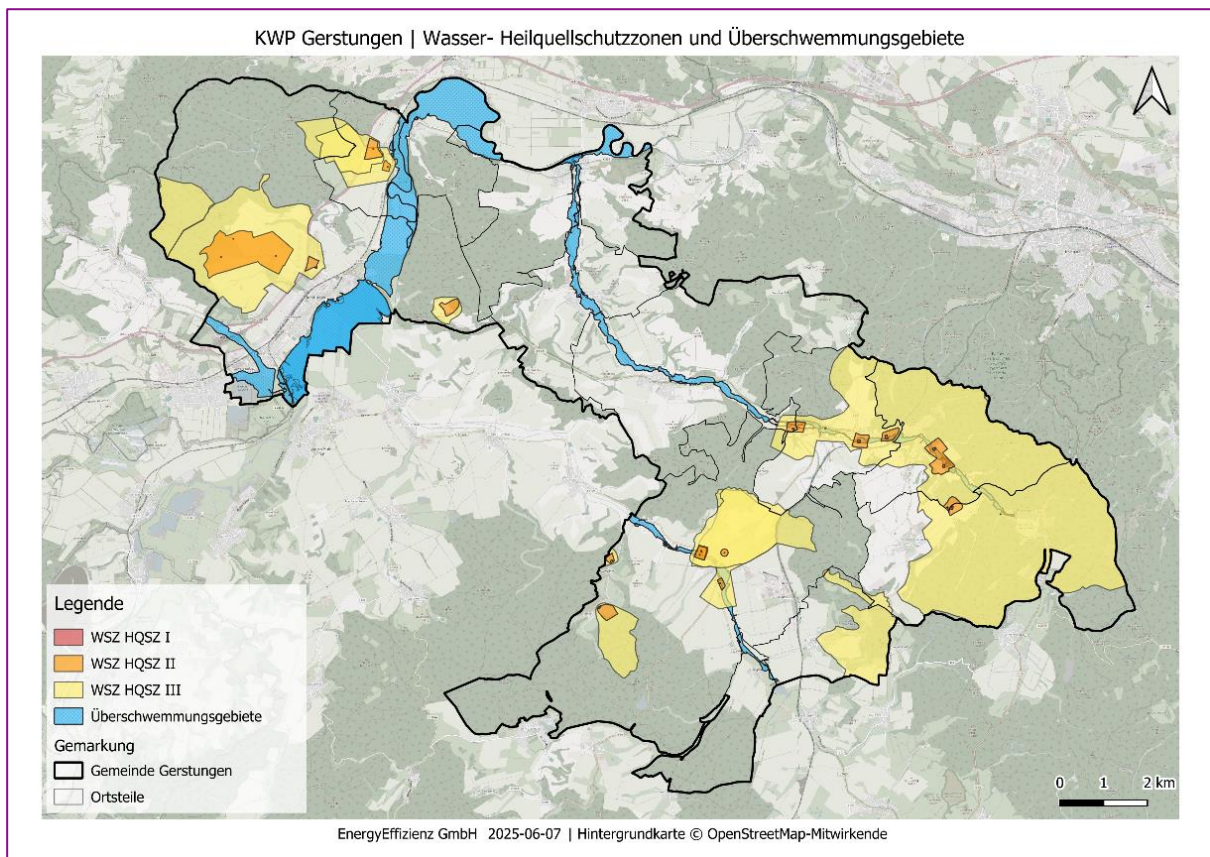 KWP Gerstungen | Wasser- Heilquellschutzzonen und Überschwemmungsgebiete
Legende
WSZ HQSZ I
WSZ HQSZ II
WSZ HQSZ III
Überschwemmungsgebiete
Gemarkung
Gemeinde Gerstungen
Ortsteile
0 1 2 km
EnergyEffizienz GmbH 2025-06-07 | Hintergrundkarte © OpenStreetMap-Mitwirkende